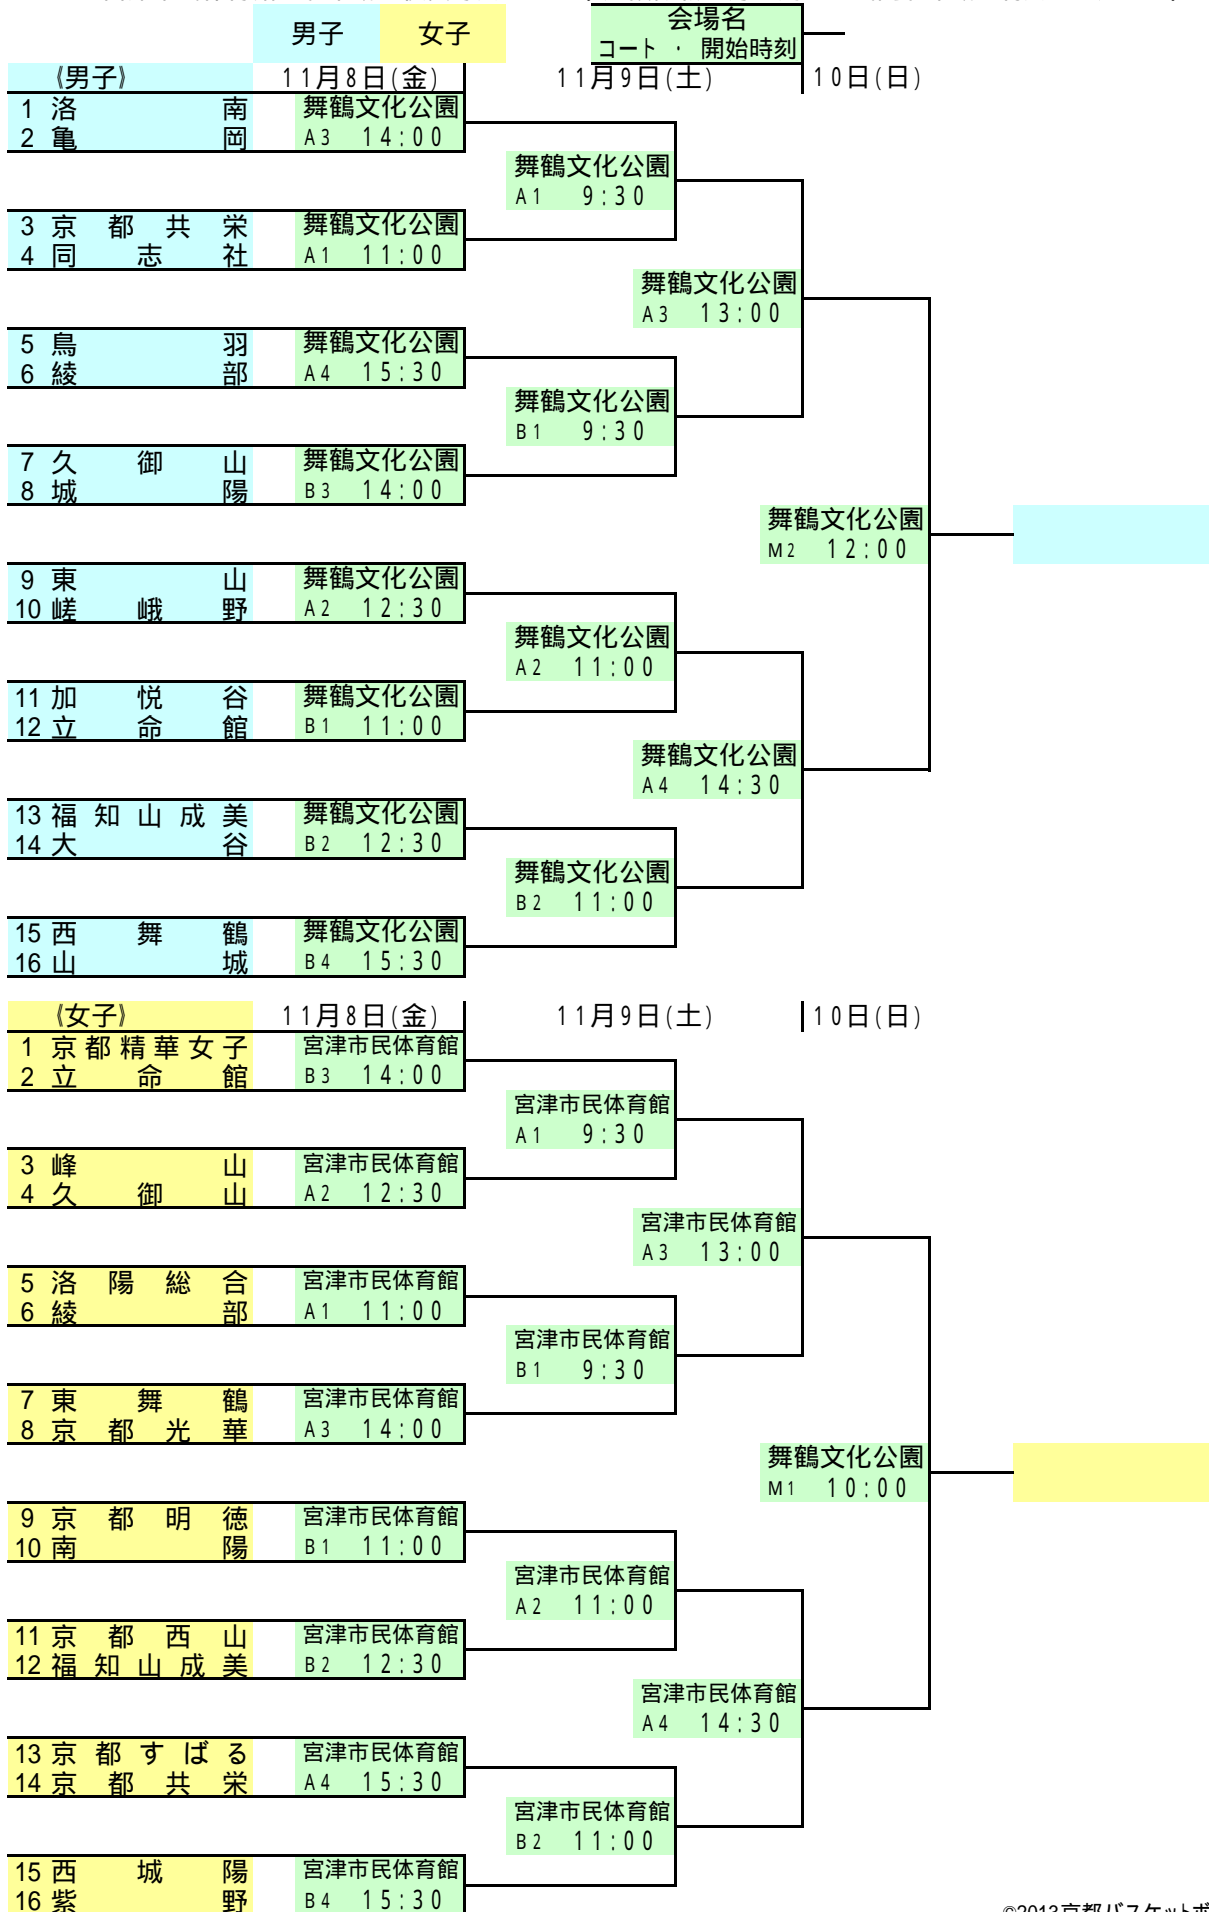 男子 女子 会場名
コート ・ 開始時刻
《男子》 11月8日(金) 11月9日(土) 10日(日)
1 洛南 舞鶴文化公園
2 亀岡 A3 14:00
舞鶴文化公園
A1 9:30
3 京都共栄 舞鶴文化公園
4 同志社 A1 11:00
舞鶴文化公園
A3 13:00
5 鳥羽 舞鶴文化公園
6 綾部 A4 15:30
舞鶴文化公園
B1 9:30
7 久御山 舞鶴文化公園
8 城陽 B3 14:00
舞鶴文化公園
M2 12:00
9 東山 舞鶴文化公園
10 嵯峨野 A2 12:30
舞鶴文化公園
A2 11:00
11 加悦谷 舞鶴文化公園
12 立命館 B1 11:00
舞鶴文化公園
A4 14:30
13 福知山成美 舞鶴文化公園
14 大谷 B2 12:30
舞鶴文化公園
B2 11:00
15 西舞鶴 舞鶴文化公園
16 山城 B4 15:30
《女子》 11月8日(金) 11月9日(土) 10日(日)
1 京都精華女子 宮津市民体育館
2 立命館 B3 14:00
宮津市民体育館
A1 9:30
3 峰山 宮津市民体育館
4 久御山 A2 12:30
宮津市民体育館
A3 13:00
5 洛陽総合 宮津市民体育館
6 綾部 A1 11:00
宮津市民体育館
B1 9:30
7 東舞鶴 宮津市民体育館
8 京都光華 A3 14:00
舞鶴文化公園
M1 10:00
9 京都明徳 宮津市民体育館
10 南陽 B1 11:00
宮津市民体育館
A2 11:00
11 京都西山 宮津市民体育館
12 福知山成美 B2 12:30
宮津市民体育館
A4 14:30
13 京都すばる 宮津市民体育館
14 京都共栄 A4 15:30
宮津市民体育館
B2 11:00
15 西城陽 宮津市民体育館
16 紫野 B4 15:30
©2013京都バスケットボ